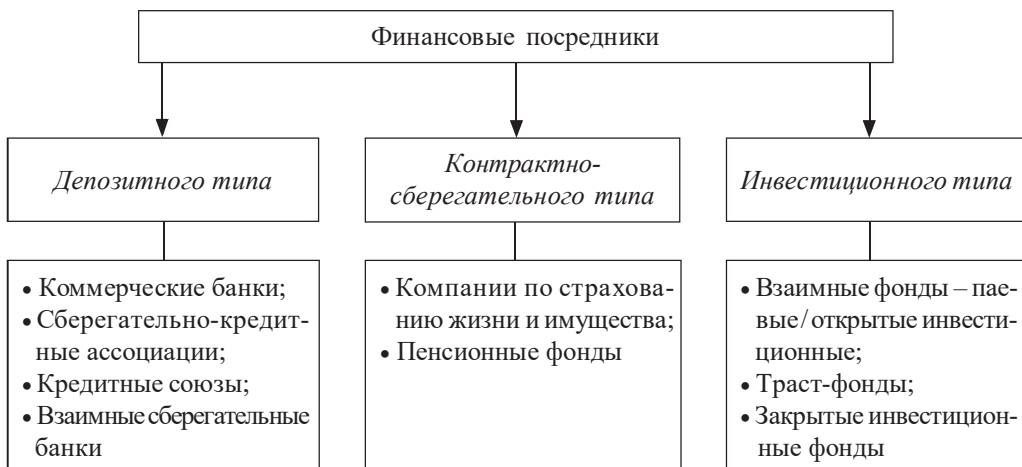 Финансовые посредники
Депозитного типа
Контрактно-
сберегательного типа
Инвестиционного типа
• Коммерческие банки;
• Сберегательно-кредит-
ные ассоциации;
• Кредитные союзы;
• Взаимные сберегательные
банки
• Компании по страхова-
нию жизни и имущества;
• Пенсионные фонды
• Взаимные фонды – пае-
вые/открытые инвести-
ционные;
• Траст-фонды;
• Закрытые инвестицион-
ные фонды